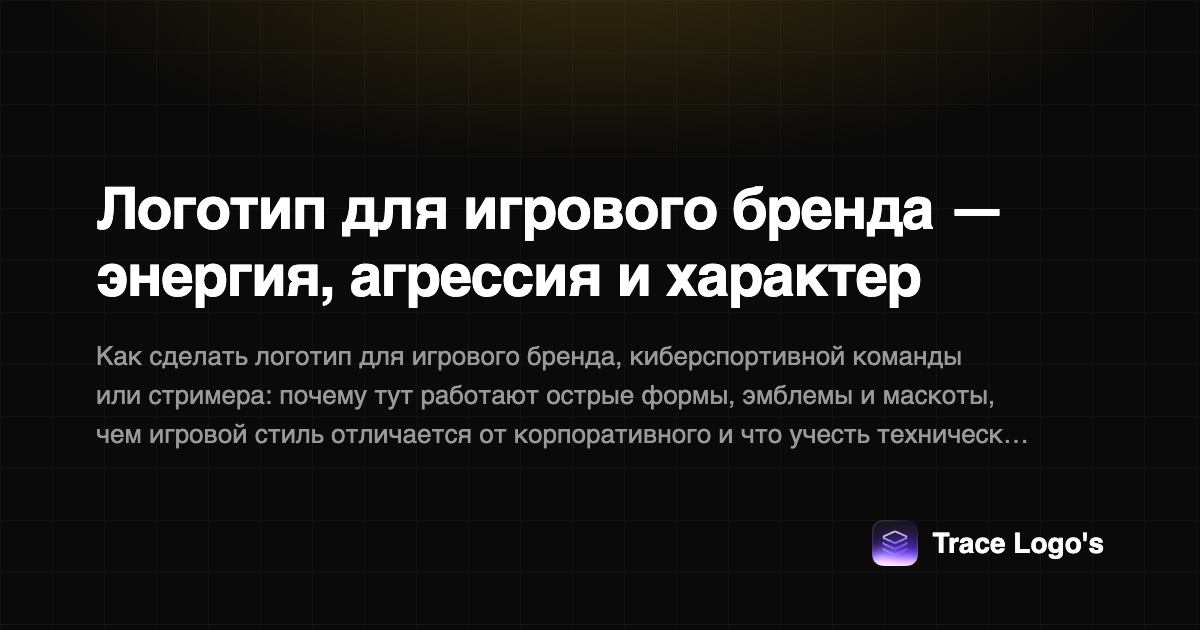 Логотип для игрового бренда —
энергия, агрессия и характер
Как сделать логотип для игрового бренда, киберспортивной команды
или стримера: почему тут работают острые формы, эмблемы и маскоты,
чем игровой стиль отличается от корпоративного и что учесть техническ…
Trace Logo's